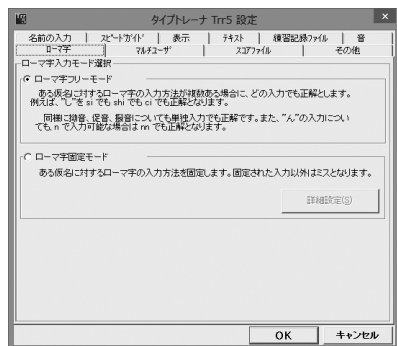 タイプトレーナ Trr5 設定
名前の入力 スピードガイド 表示 テキスト 練習記録ファイル 音
ローマ字 マルチユーザ スコアファイル その他
ローマ字入力モード選択
ローマ字フリーモード
ある仮名に対するローマ字の入力方法が複数ある場合に、どの入力でも正解とします。
例えば、"し"を si でも shi でも ci でも正解となります。
同様に拗音、促音、撥音についても単独入力でも正解です。また、"ん"の入力につい
ても、n で入力可能な場合は nn でも正解となります。
ローマ字固定モード
ある仮名に対するローマ字の入力方法を固定します。固定された入力以外はミスとなります。
詳細設定(S)
OK キャンセル